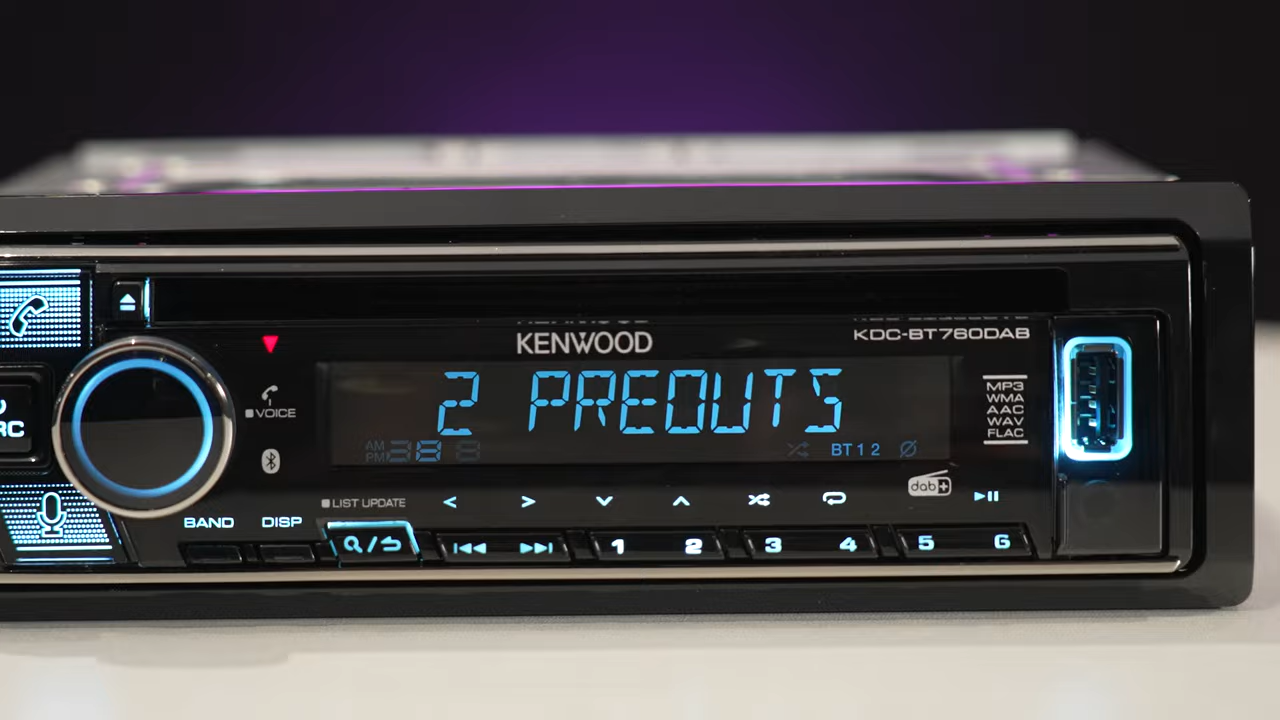 KENWOOD
KDC-BT760DAB
2 PREOUTS
VOICE
MP3
WMA
AAC
WAV
FLAC
RC
AM
PM
BT 1 2
LIST UPDATE
dab+
BAND
DISP
1
2
3
4
5
6